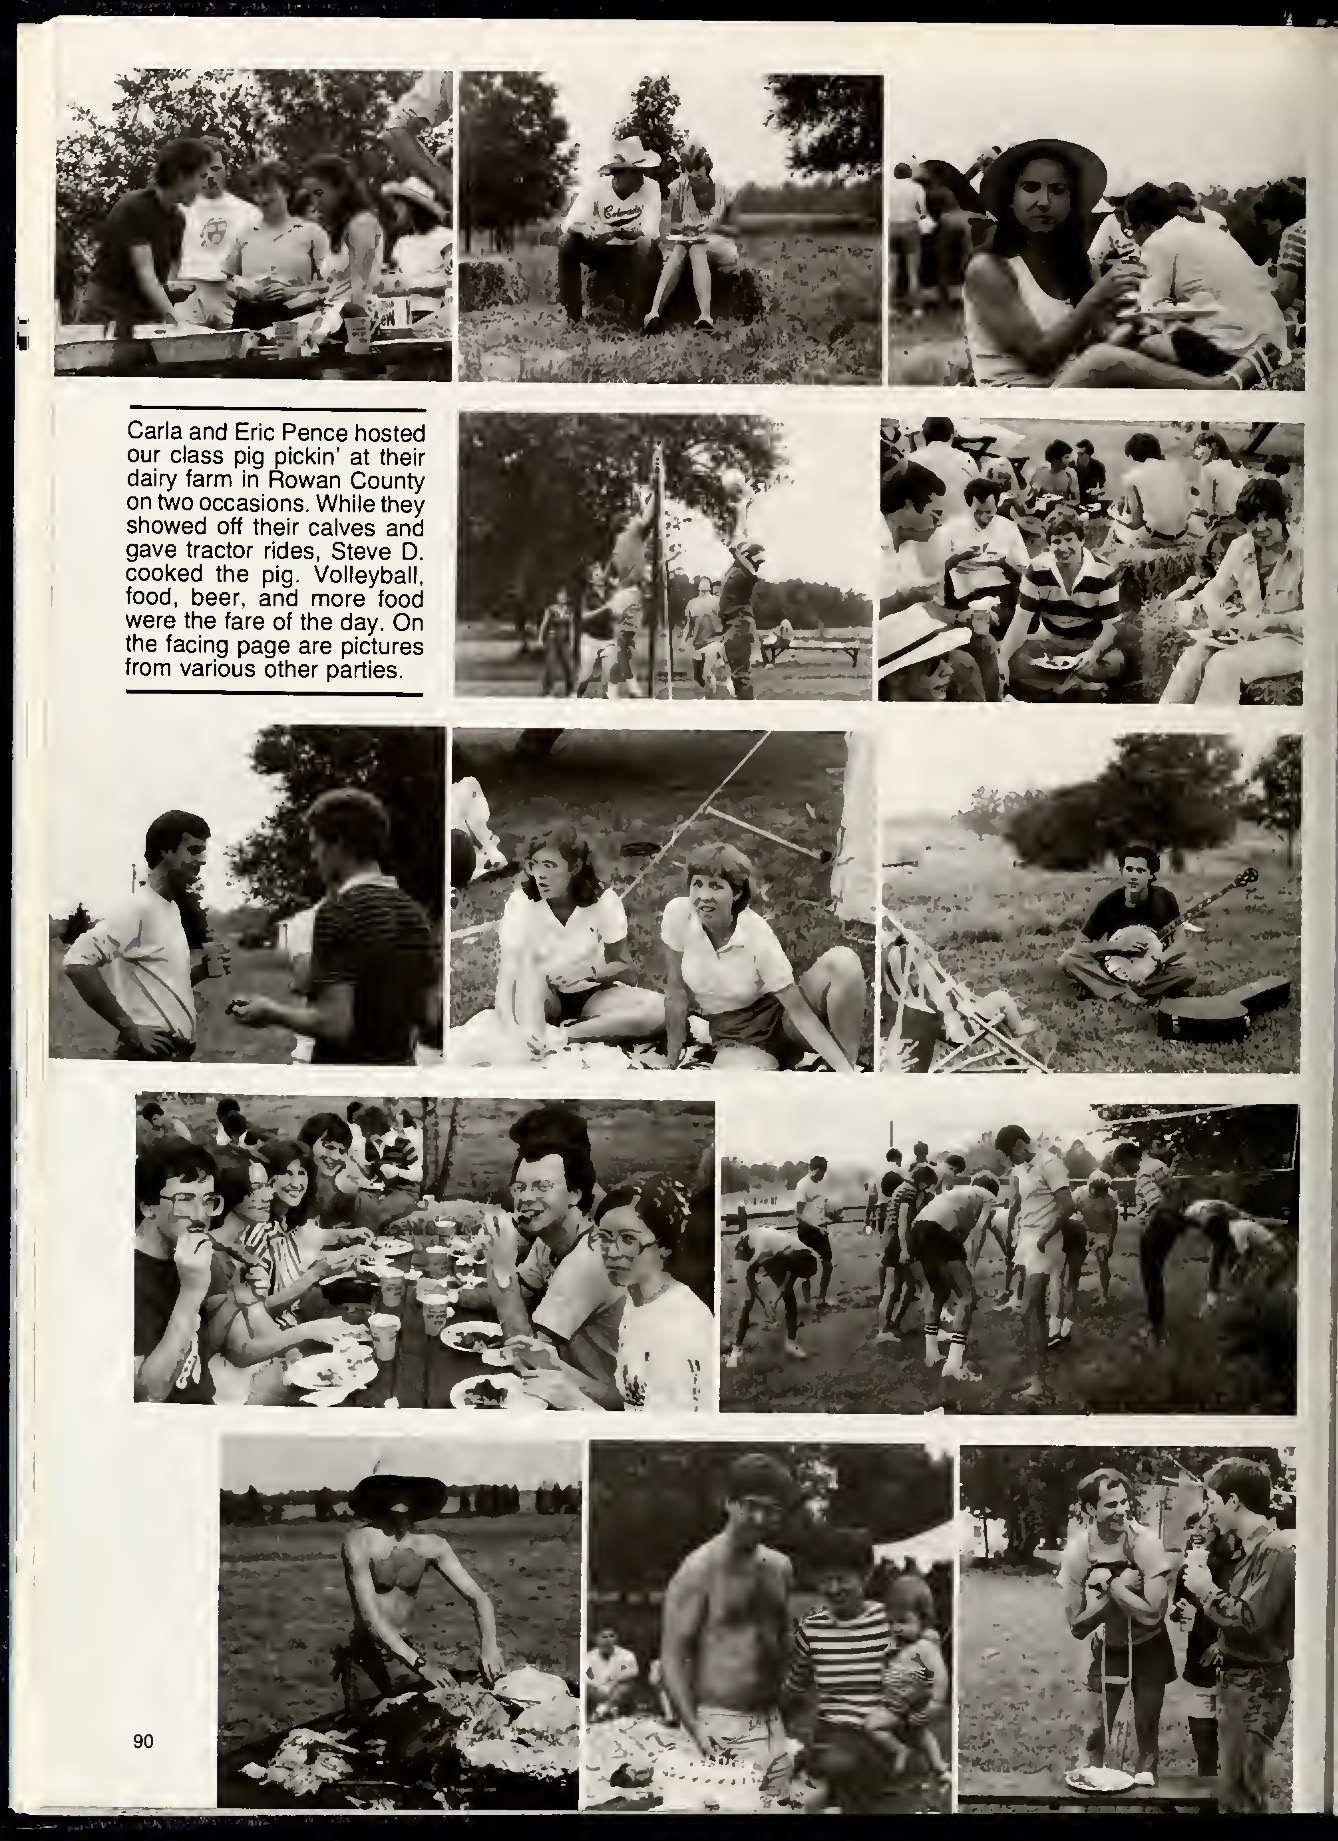 Colorado
Carla and Eric Pence hosted
our class pig pickin' at their
dairy farm in Rowan County
on two occasions. While they
showed off their calves and
gave tractor rides, Steve D.
cooked the pig. Volleyball,
food, beer, and more food
were the fare of the day. On
the facing page are pictures
from various other parties.
90